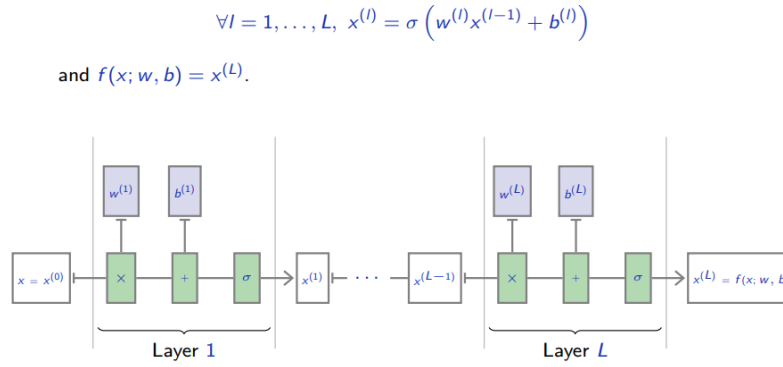 ∀l = 1, . . . , L, x^(l) = σ ( w^(l) x^(l−1) + b^(l) )
and f(x; w, b) = x^(L).
w^(1) b^(1) w^(L) b^(L)
x = x^(0) × + σ x^(1) · · · x^(L−1) × + σ x^(L) = f(x; w, b
Layer 1 Layer L